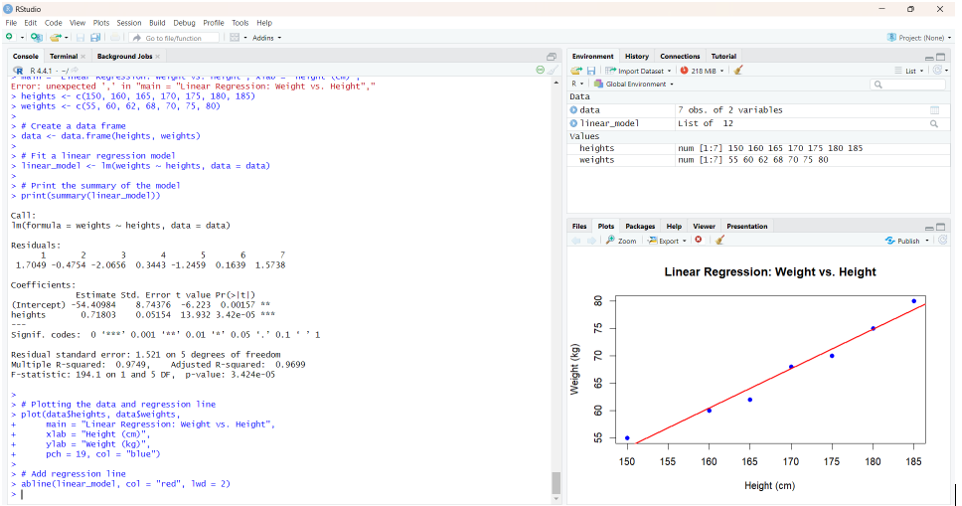 RStudio
File Edit Code View Plots Session Build Debug Profile Tools Help
Go to file/function Addins Project: (None)
Console Terminal Background Jobs
R 4.4.1 · ~/
> main = "Linear Regression: Weight vs. Height", xlab = "Height (cm)",
Error: unexpected ',' in "main = "Linear Regression: Weight vs. Height","
> heights <- c(150, 160, 165, 170, 175, 180, 185)
> weights <- c(55, 60, 62, 68, 70, 75, 80)
>
> # Create a data frame
> data <- data.frame(heights, weights)
>
> # Fit a linear regression model
> linear_model <- lm(weights ~ heights, data = data)
>
> # Print the summary of the model
> print(summary(linear_model))
Call:
lm(formula = weights ~ heights, data = data)
Residuals:
1 2 3 4 5 6 7
1.7049 -0.4754 -2.0656 0.3443 -1.2459 0.1639 1.5738
Coefficients:
Estimate Std. Error t value Pr(>|t|)
(Intercept) -54.40984 8.74376 -6.223 0.00157 **
heights 0.71803 0.05154 13.932 3.42e-05 ***
---
Signif. codes: 0 ‘***’ 0.001 ‘**’ 0.01 ‘*’ 0.05 ‘.’ 0.1 ‘ ’ 1
Residual standard error: 1.521 on 5 degrees of freedom
Multiple R-squared: 0.9749, Adjusted R-squared: 0.9699
F-statistic: 194.1 on 1 and 5 DF, p-value: 3.424e-05
>
> # Plotting the data and regression line
> plot(data$heights, data$weights,
+ main = "Linear Regression: Weight vs. Height",
+ xlab = "Height (cm)",
+ ylab = "Weight (kg)",
+ pch = 19, col = "blue")
>
> # Add regression line
> abline(linear_model, col = "red", lwd = 2)
>
Environment History Connections Tutorial
Import Dataset 218 MiB List
R Global Environment
Data
data 7 obs. of 2 variables
linear_model List of 12
Values
heights num [1:7] 150 160 165 170 175 180 185
weights num [1:7] 55 60 62 68 70 75 80
Files Plots Packages Help Viewer Presentation
Zoom Export Publish
Linear Regression: Weight vs. Height
Weight (kg)
80
75
70
65
60
55
150 155 160 165 170 175 180 185
Height (cm)